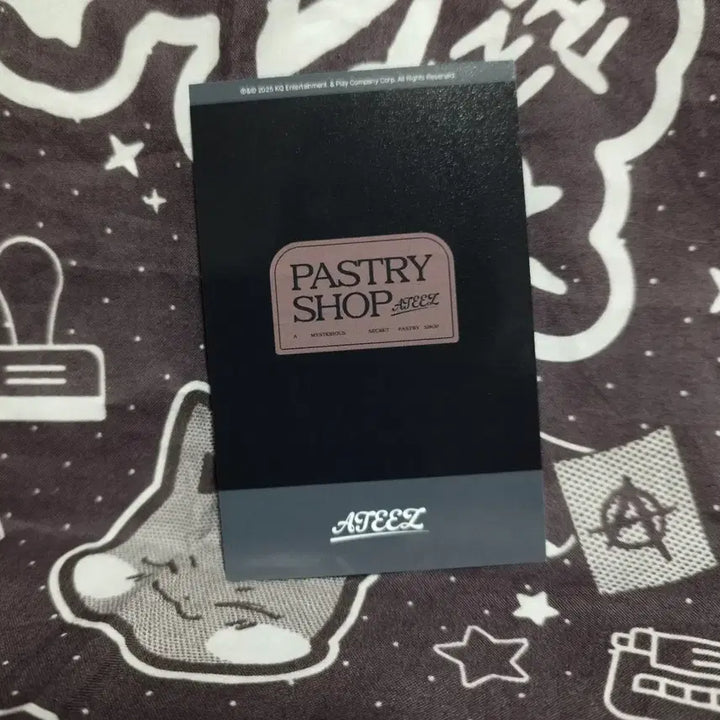 ℗&© 2025 KQ Entertainment & Play Company Corp. All Rights Reserved.
PASTRY
SHOP ATEEZ
A MYSTERIOUS SECRET PASTRY SHOP
ATEEZ